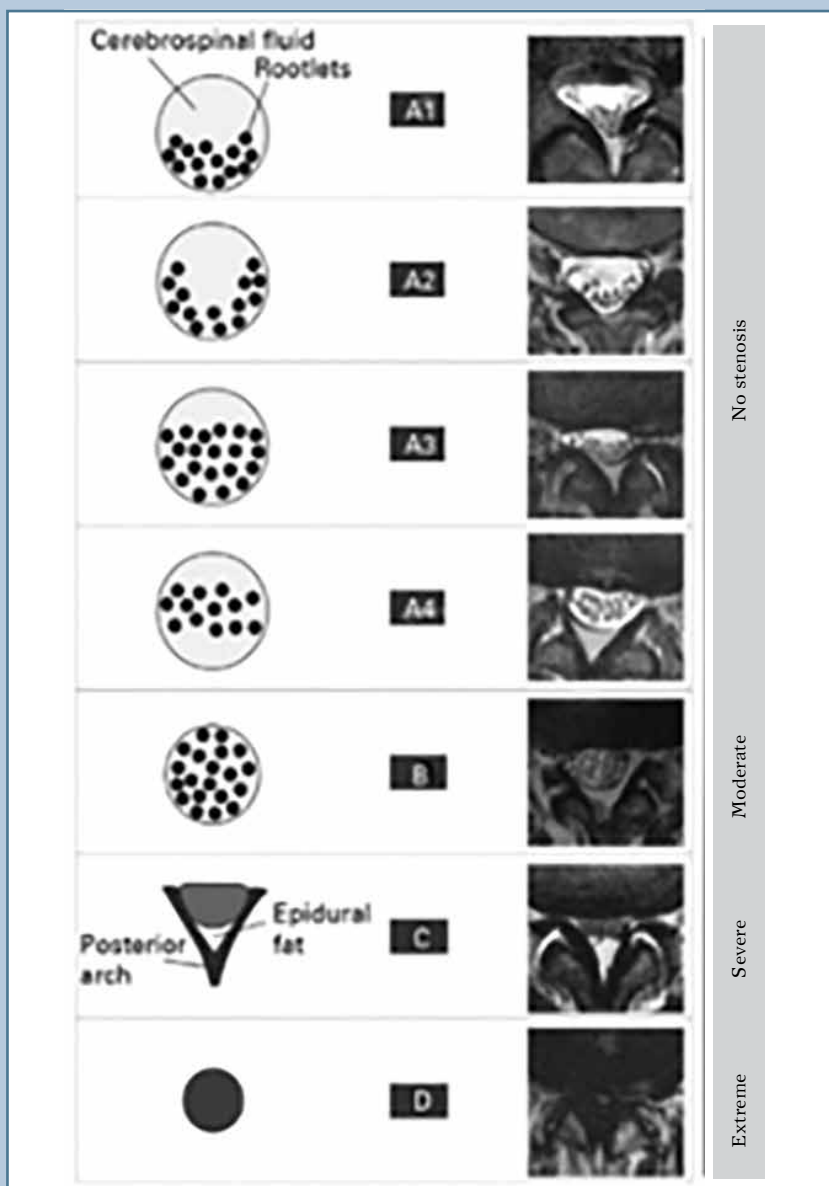 Cerebrospinal fluid
Rootlets
A1
A2
A3
A4
No stenosis
B
Moderate
Epidural
fat
Posterior
arch
C
Severe
D
Extreme